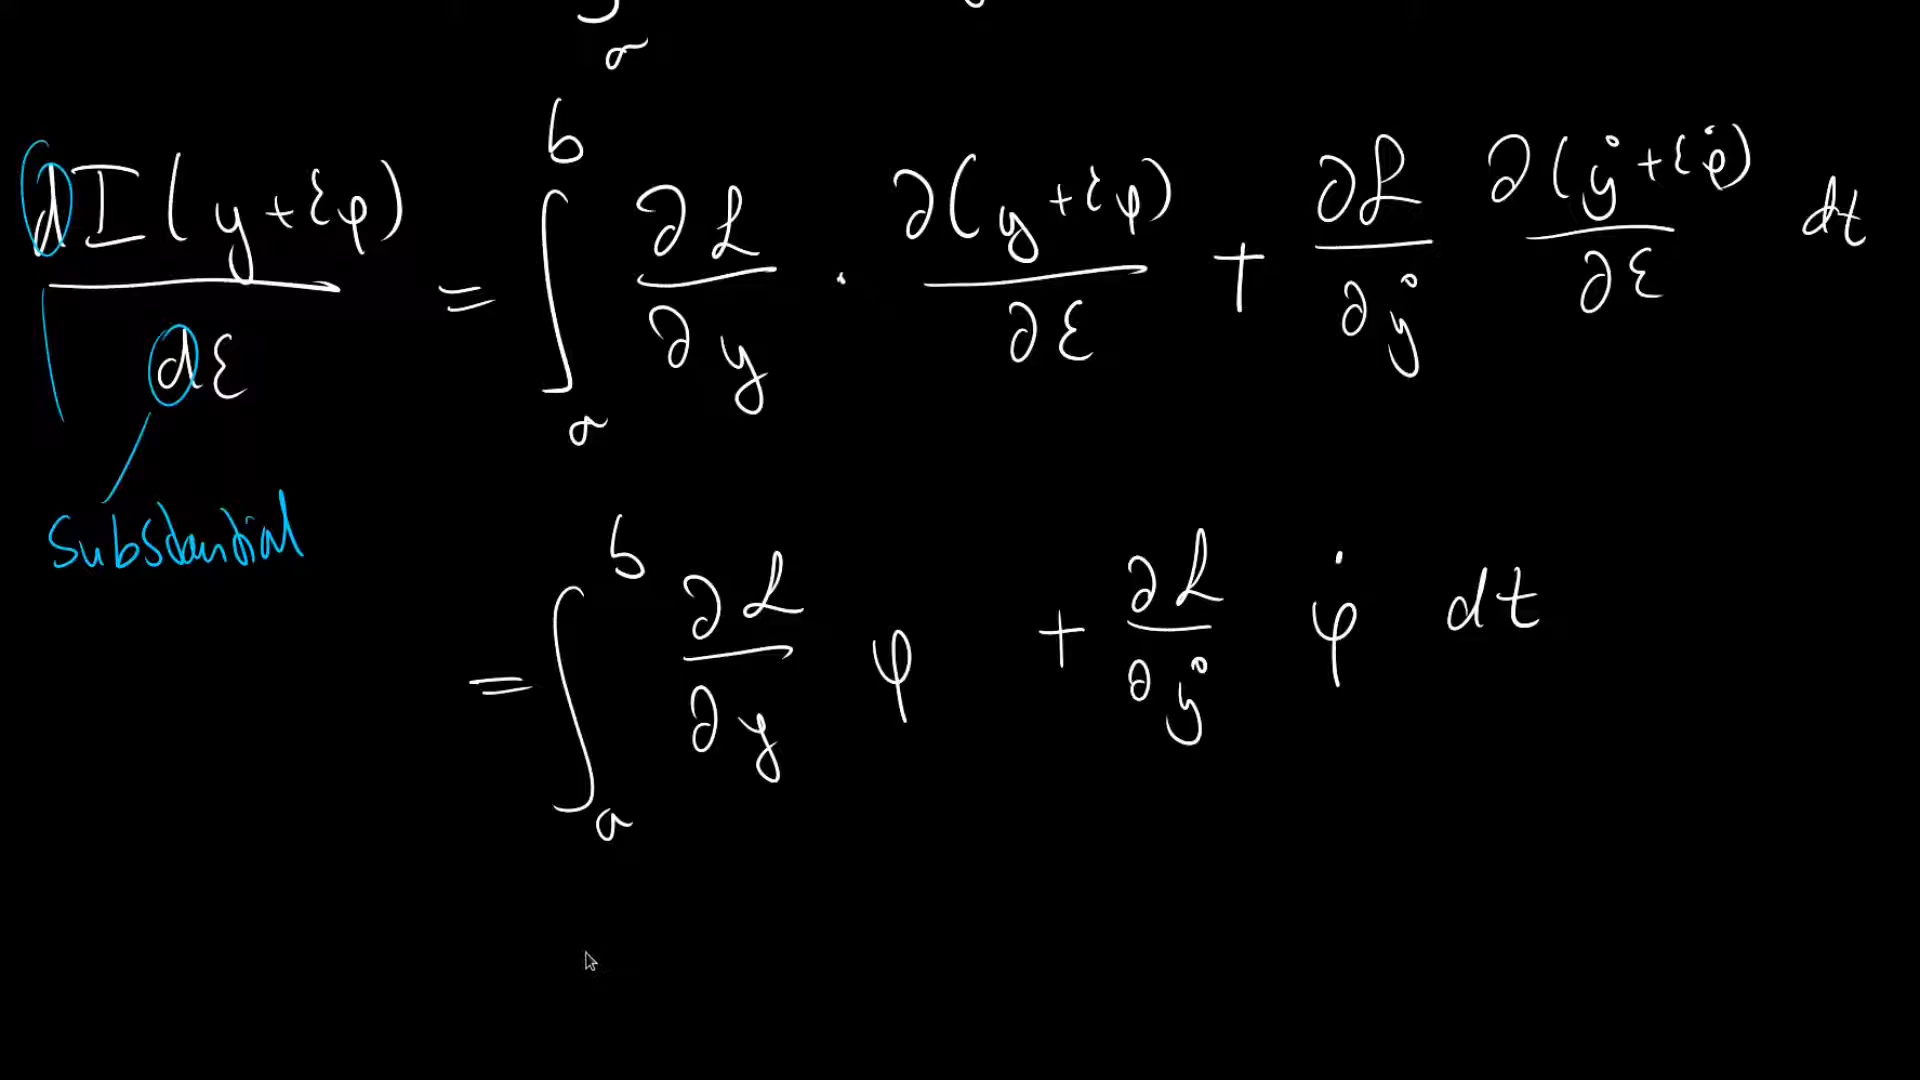 a
dI(y+εφ)/dε = ∫_a^b ∂ℒ/∂y · ∂(y+εφ)/∂ε + ∂ℒ/∂ẏ ∂(ẏ+εφ̇)/∂ε dt
Substantial
= ∫_a^b ∂ℒ/∂y φ + ∂ℒ/∂ẏ φ̇ dt